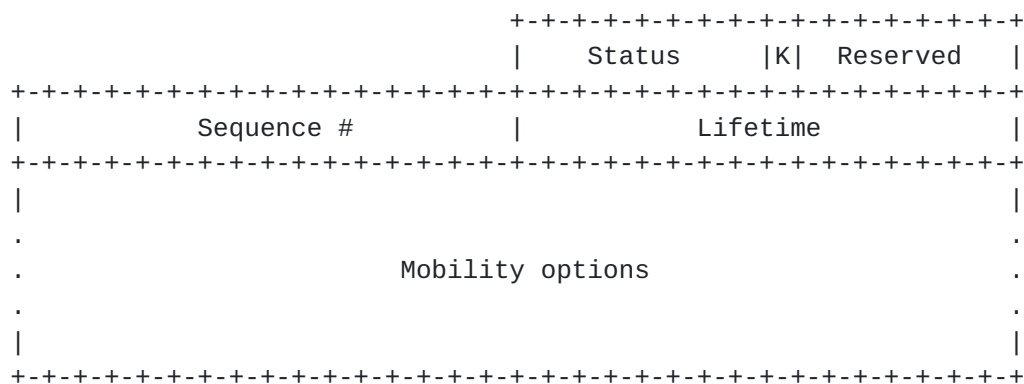 +-+-+-+-+-+-+-+-+-+-+-+-+-+-+-+-+
                                |    Status     |K|  Reserved   |
+-+-+-+-+-+-+-+-+-+-+-+-+-+-+-+-+-+-+-+-+-+-+-+-+-+-+-+-+-+-+-+-+
|           Sequence #          |           Lifetime            |
+-+-+-+-+-+-+-+-+-+-+-+-+-+-+-+-+-+-+-+-+-+-+-+-+-+-+-+-+-+-+-+-+
|                                                               |
.                                                               .
.                        Mobility options                       .
.                                                               .
|                                                               |
+-+-+-+-+-+-+-+-+-+-+-+-+-+-+-+-+-+-+-+-+-+-+-+-+-+-+-+-+-+-+-+-+